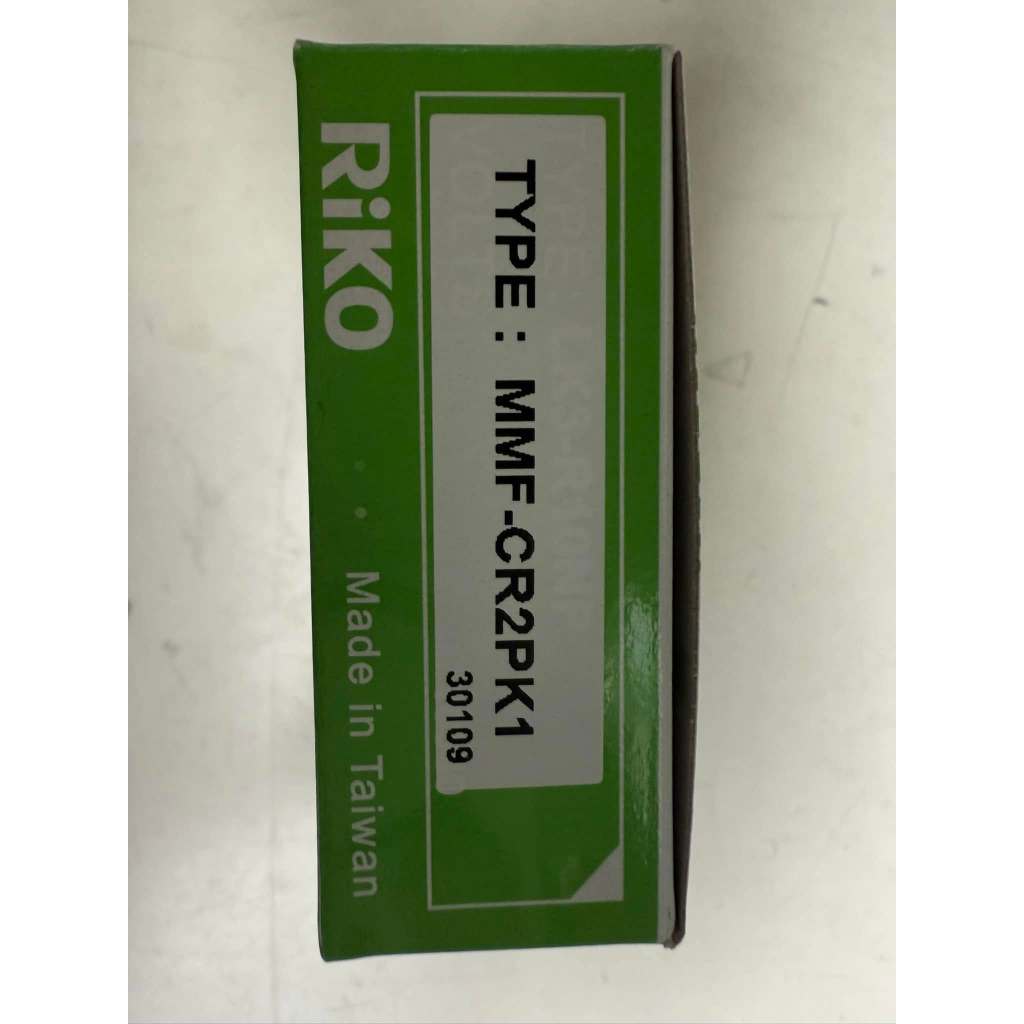 TYPE : MMF-CR2PK1
30109
RiKO
Made in Taiwan